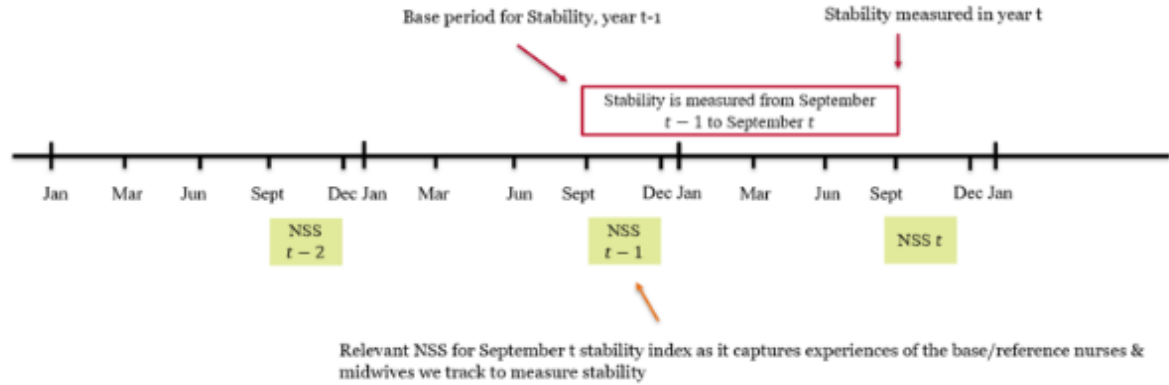 Base period for Stability, year t-1
Stability measured in year t
Stability is measured from September
t − 1 to September t
Jan Mar Jun Sept Dec Jan Mar Jun Sept Dec Jan Mar Jun Sept Dec Jan
NSS
t − 2
NSS
t − 1
NSS t
Relevant NSS for September t stability index as it captures experiences of the base/reference nurses &
midwives we track to measure stability